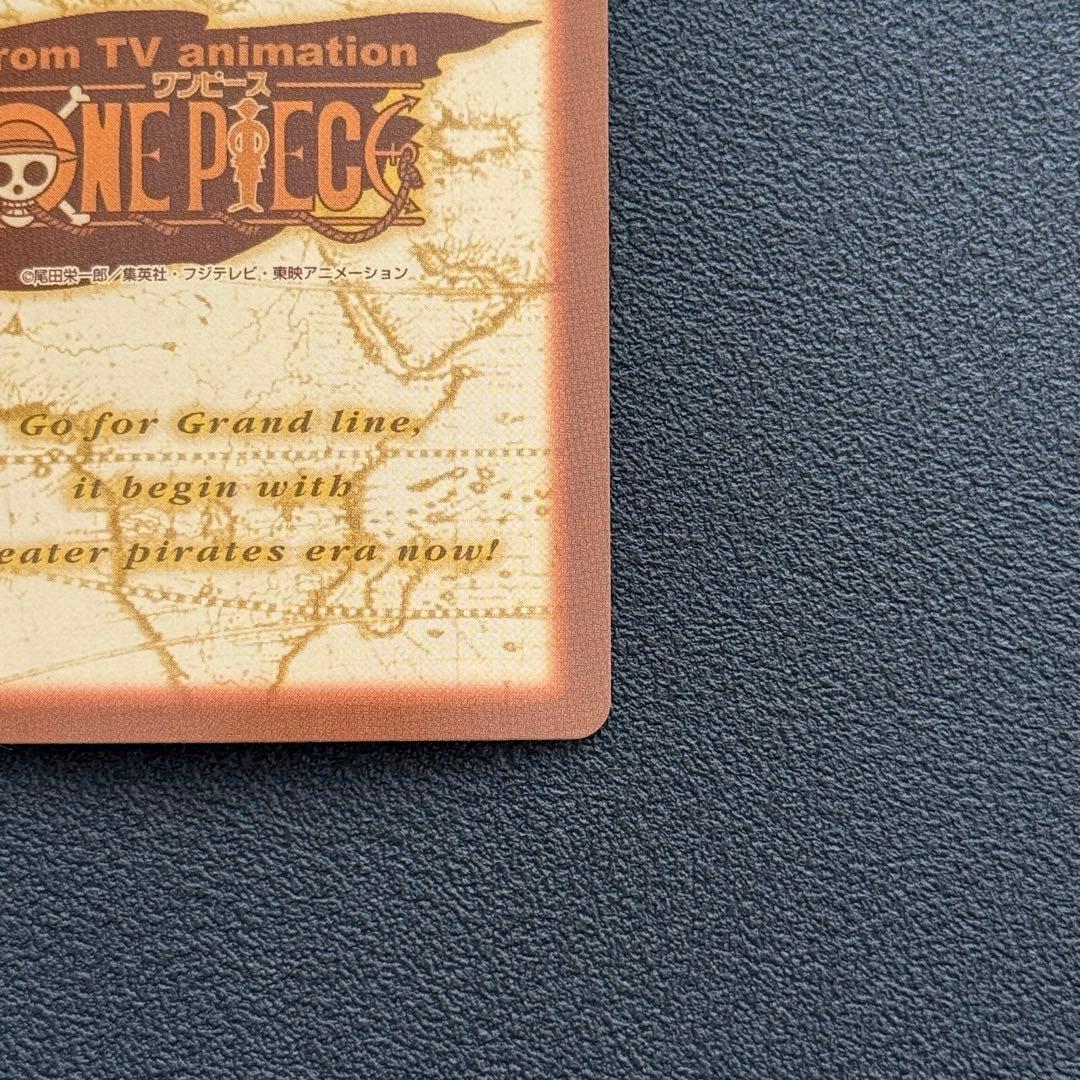 rom TV animation
ワンピース
ONE PIECE
©尾田栄一郎／集英社・フジテレビ・東映アニメーション
Go for Grand line,
it begin with
eater pirates era now!